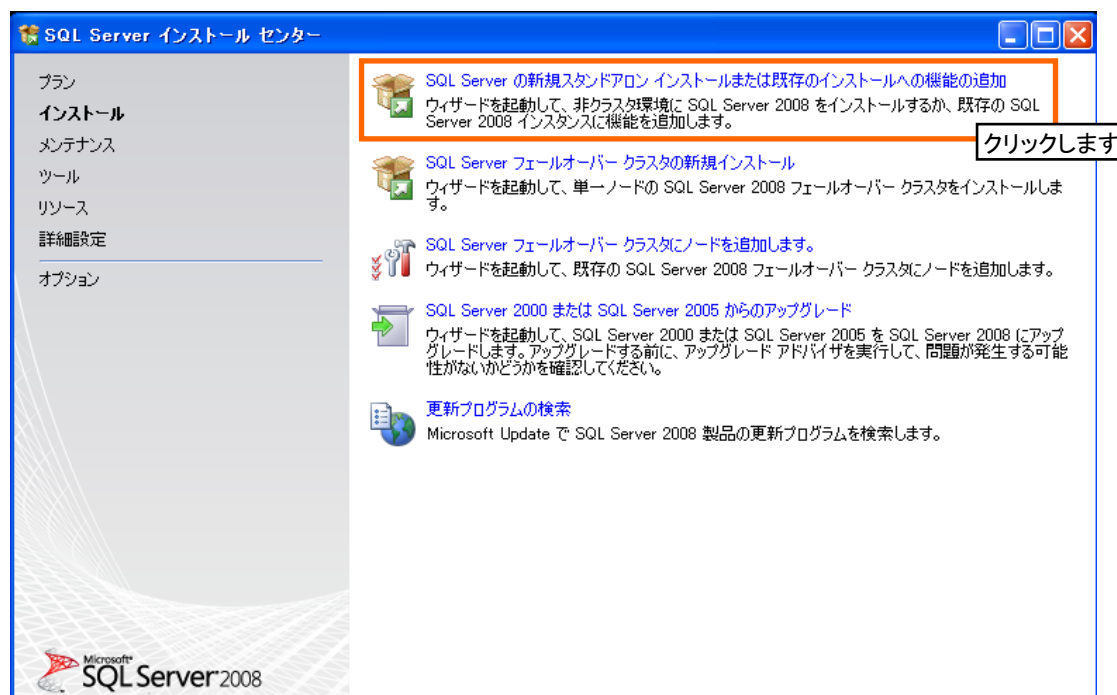 SQL Server インストール センター
プラン
インストール
メンテナンス
ツール
リソース
詳細設定
オプション
SQL Server の新規スタンドアロン インストールまたは既存のインストールへの機能の追加
ウィザードを起動して、非クラスタ環境に SQL Server 2008 をインストールするか、既存の SQL
Server 2008 インスタンスに機能を追加します。
クリックします
SQL Server フェールオーバー クラスタの新規インストール
ウィザードを起動して、単一ノードの SQL Server 2008 フェールオーバー クラスタをインストールしま
す。
SQL Server フェールオーバー クラスタにノードを追加します。
ウィザードを起動して、既存の SQL Server 2008 フェールオーバー クラスタにノードを追加します。
SQL Server 2000 または SQL Server 2005 からのアップグレード
ウィザードを起動して、SQL Server 2000 または SQL Server 2005 を SQL Server 2008 にアップ
グレードします。アップグレードする前に、アップグレード アドバイザを実行して、問題が発生する可能
性がないかどうかを確認してください。
更新プログラムの検索
Microsoft Update で SQL Server 2008 製品の更新プログラムを検索します。
Microsoft®
SQL Server® 2008